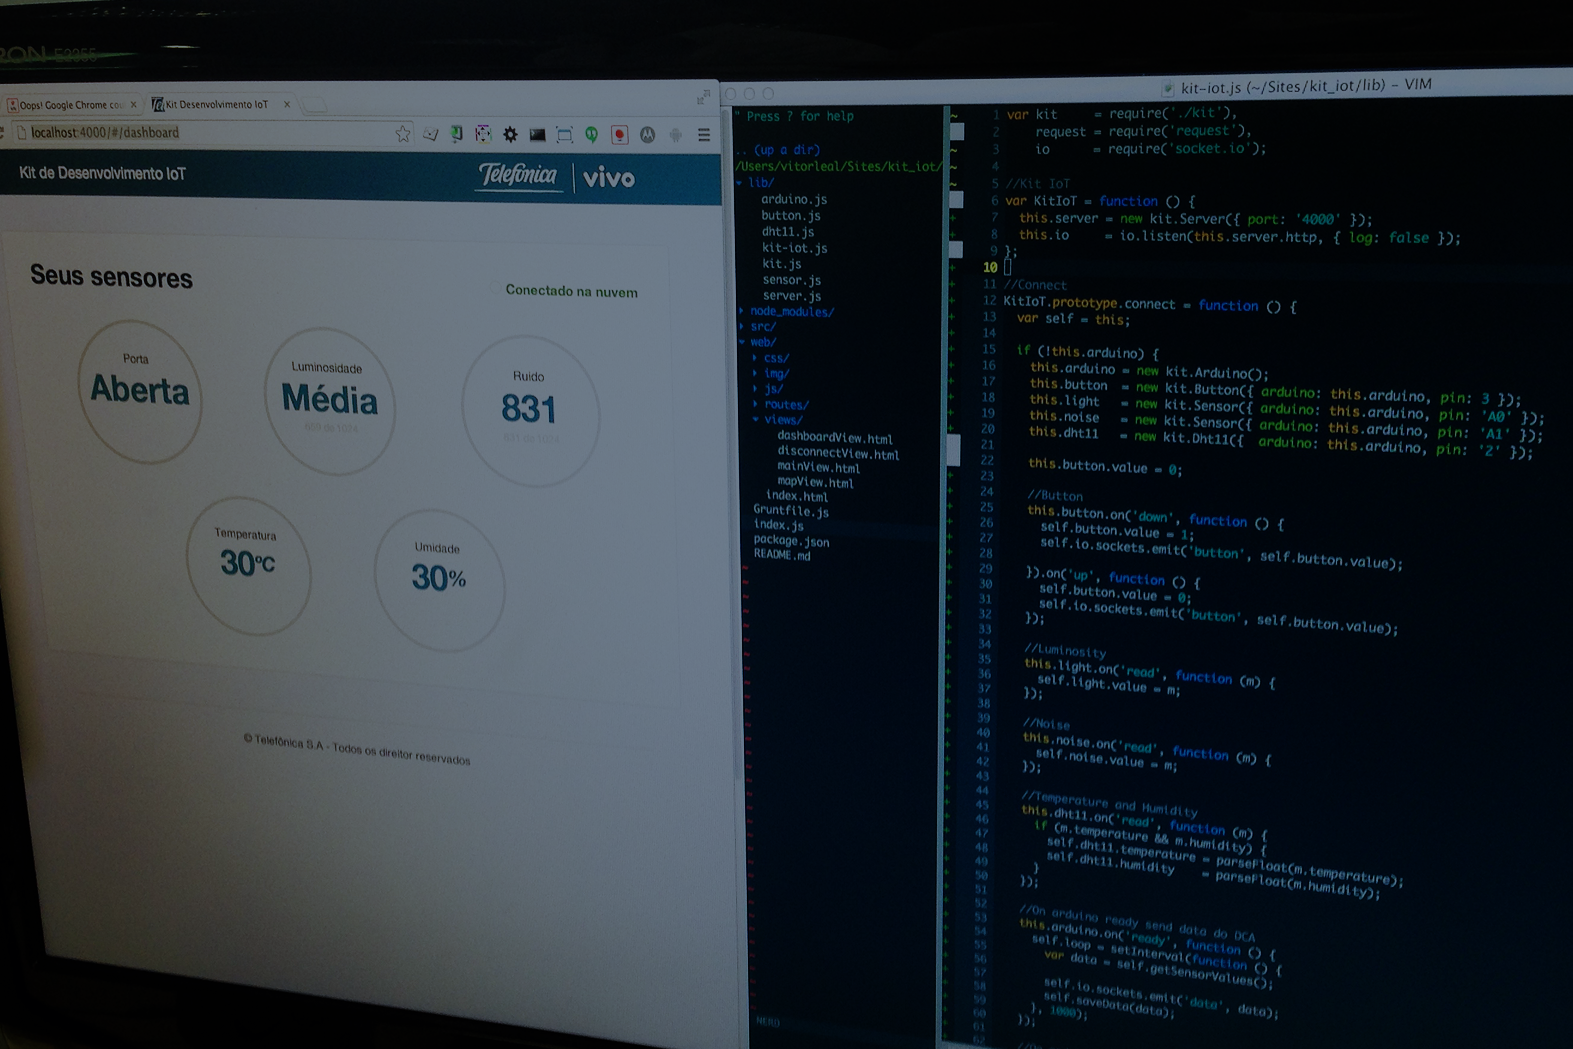 E2255
Oops! Google Chrome co
Kit Desenvolvimento IoT
localhost:4000/#/dashboard
Kit de Desenvolvimento IoT
Telefónica
vivo
Seus sensores
Conectado na nuvem
Porta
Aberta
Luminosidade
Média
Ruido
831
831 de 1024
Temperatura
30ºC
Umidade
30%
© Telefônica S.A - Todos os direitor reservados
kit-iot.js (~/Sites/kit_iot/lib) - VIM
" Press ? for help
.. (up a dir)
/Users/vitorleal/Sites/kit_iot/
lib/
arduino.js
button.js
dht11.js
kit-iot.js
kit.js
sensor.js
server.js
node_modules/
src/
web/
css/
img/
js/
routes/
views/
dashboardView.html
disconnectView.html
mainView.html
mapView.html
index.html
Gruntfile.js
index.js
package.json
README.md
NERD
1 var kit = require('./kit'),
2 request = require('request'),
3 io = require('socket.io');
4
5 //Kit IoT
6 var KitIoT = function () {
7 this.server = new kit.Server({ port: '4000' });
8 this.io = io.listen(this.server.http, { log: false });
9 };
10
11 //Connect
12 KitIoT.prototype.connect = function () {
13 var self = this;
14
15 if (!this.arduino) {
16 this.arduino = new kit.Arduino();
17 this.button = new kit.Button({ arduino: this.arduino, pin: 3 });
18 this.light = new kit.Sensor({ arduino: this.arduino, pin: 'A0' });
19 this.noise = new kit.Sensor({ arduino: this.arduino, pin: 'A1' });
20 this.dht11 = new kit.Dht11({ arduino: this.arduino, pin: '2' });
21
22 this.button.value = 0;
23
24 //Button
25 this.button.on('down', function () {
26 self.button.value = 1;
27 self.io.sockets.emit('button', self.button.value);
28
29 }).on('up', function () {
30 self.button.value = 0;
31 self.io.sockets.emit('button', self.button.value);
32 });
33
34 //Luminosity
35 this.light.on('read', function (m) {
36 self.light.value = m;
37 });
38
39 //Noise
40 this.noise.on('read', function (m) {
41 self.noise.value = m;
42 });
43
44 //Temperature and Humidity
45 this.dht11.on('read', function (m) {
46 if (m.temperature && m.humidity) {
47 self.dht11.temperature = parseFloat(m.temperature);
48 self.dht11.humidity = parseFloat(m.humidity);
49 }
50 });
51
52 //On arduino ready send data do DCA
53 this.arduino.on('ready', function () {
54 self.loop = setInterval(function () {
55 var data = self.getSensorValues();
56
57 self.io.sockets.emit('data', data);
58 self.saveData(data);
59 }, 1000);
60 });
61
62